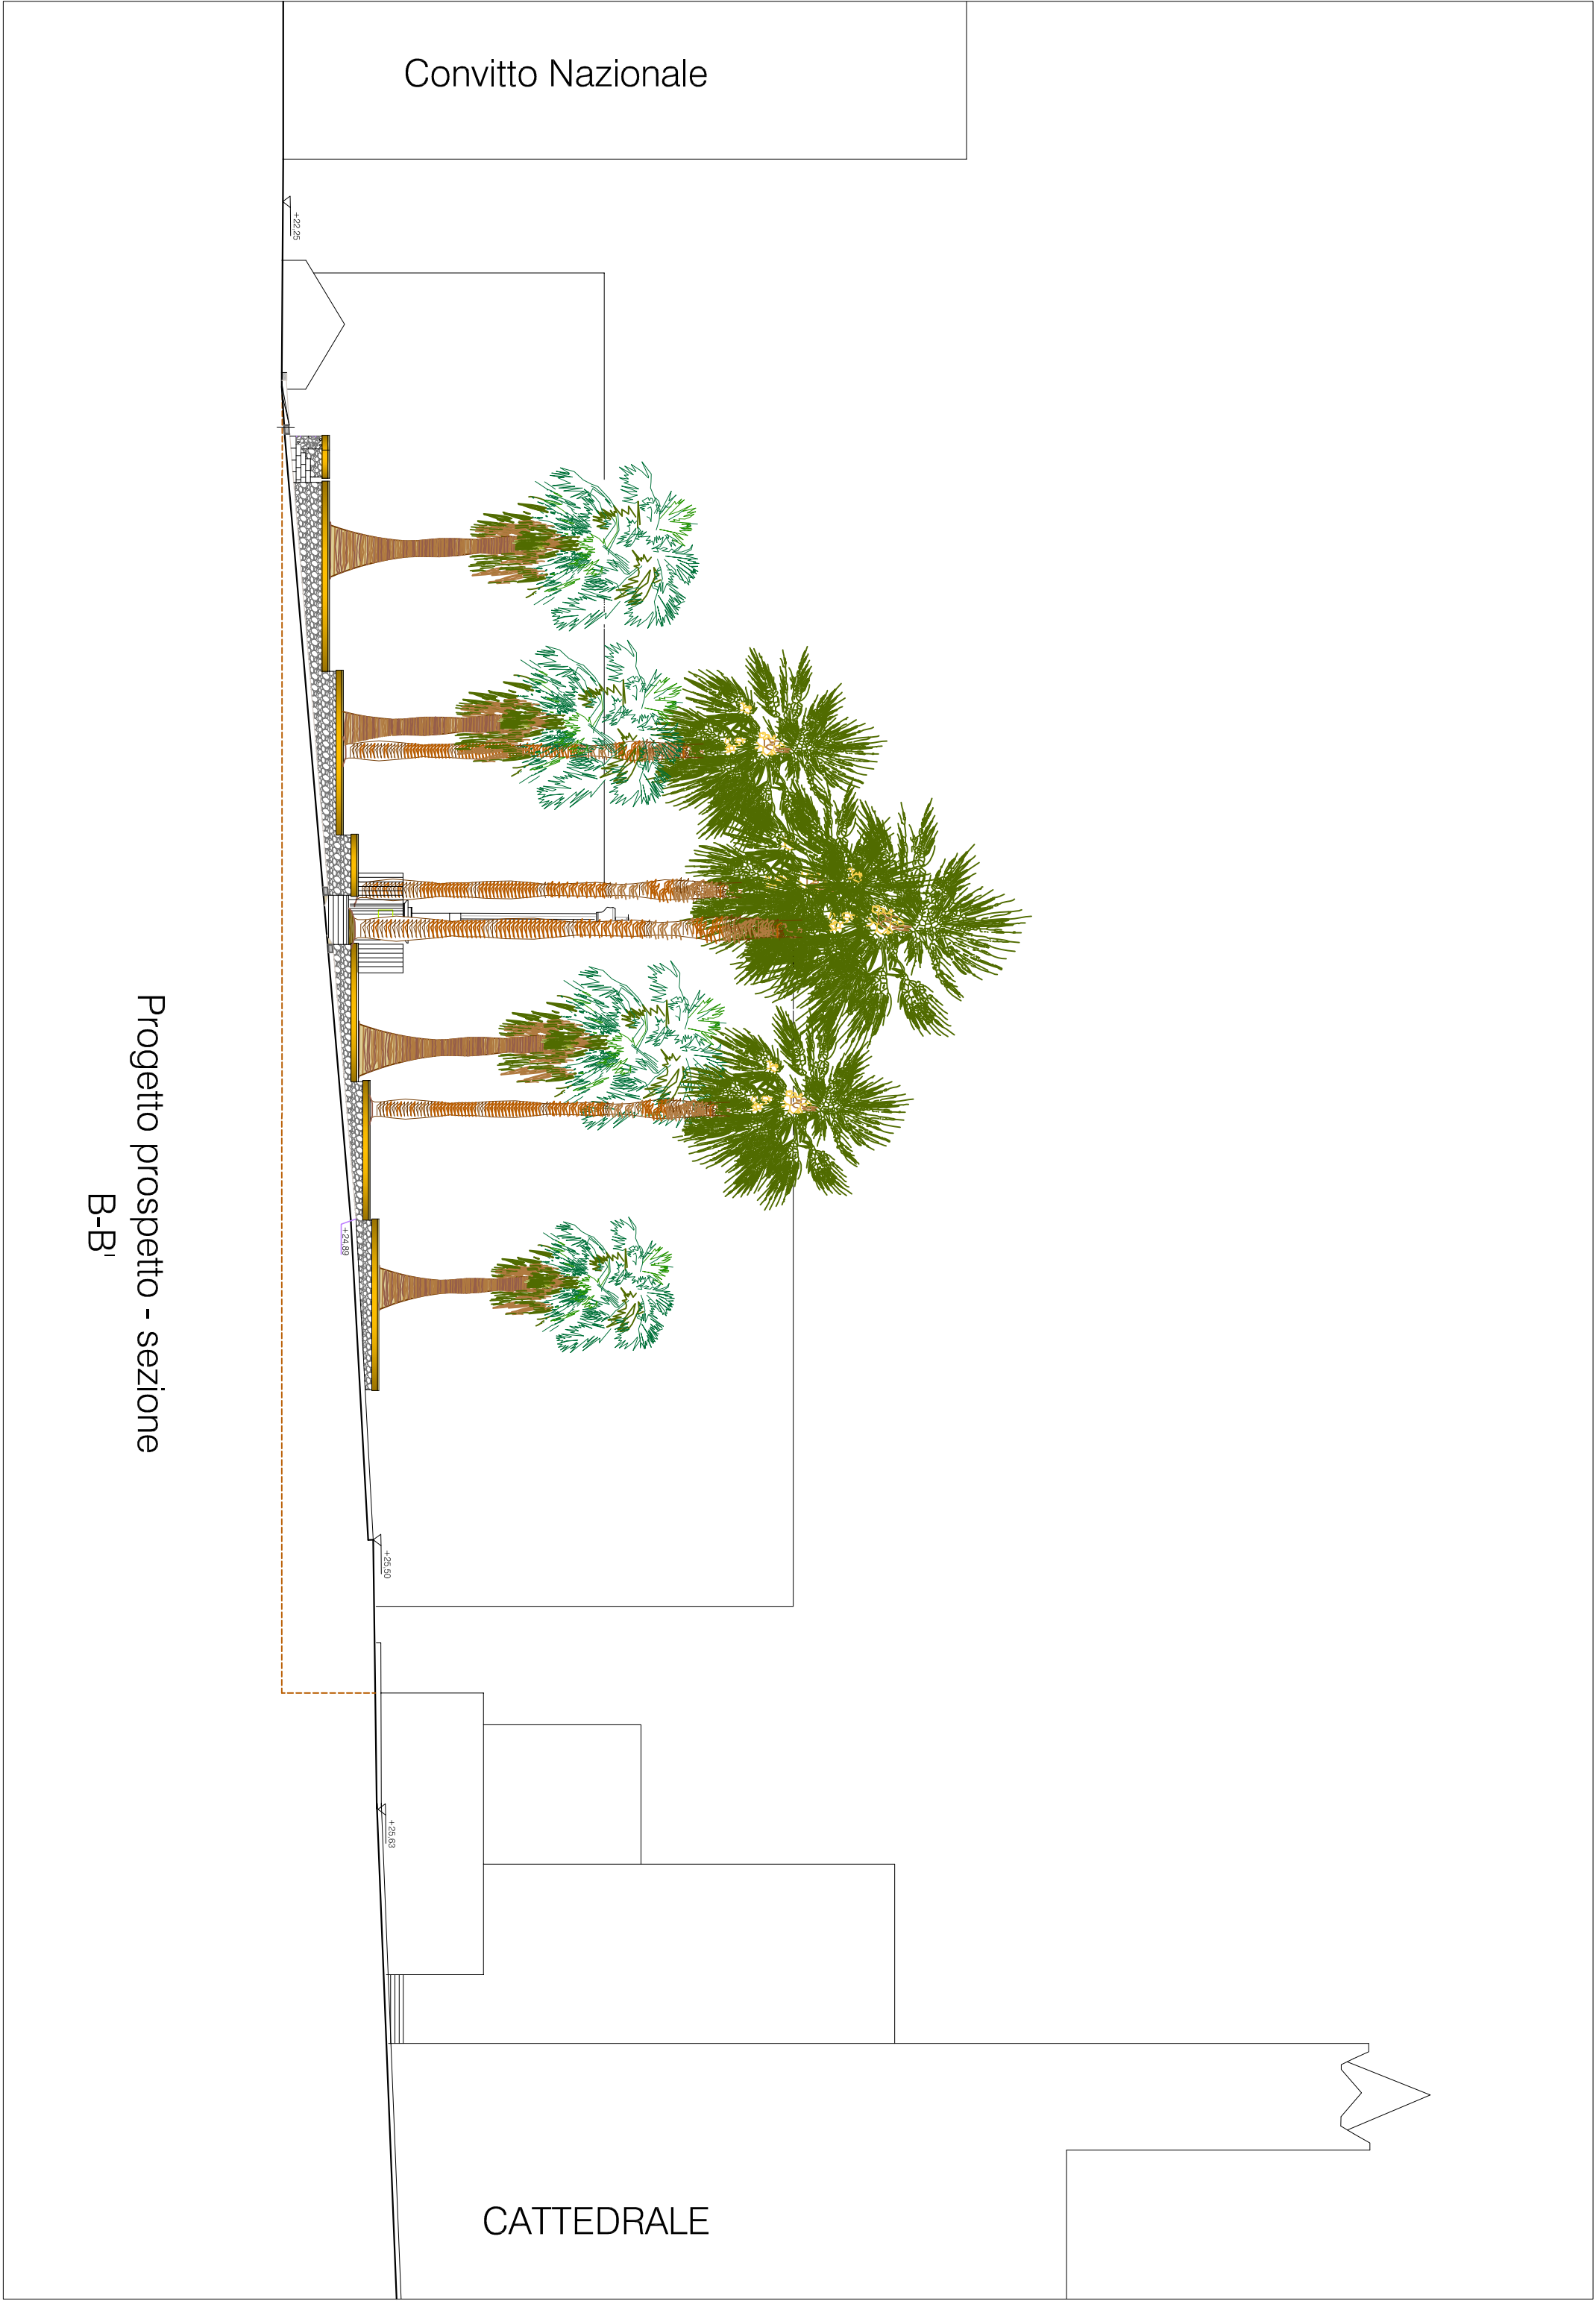 Convitto Nazionale
+22.25
+24.89
+25.50
+25.63
CATTEDRALE
Progetto prospetto - sezione
B-B'